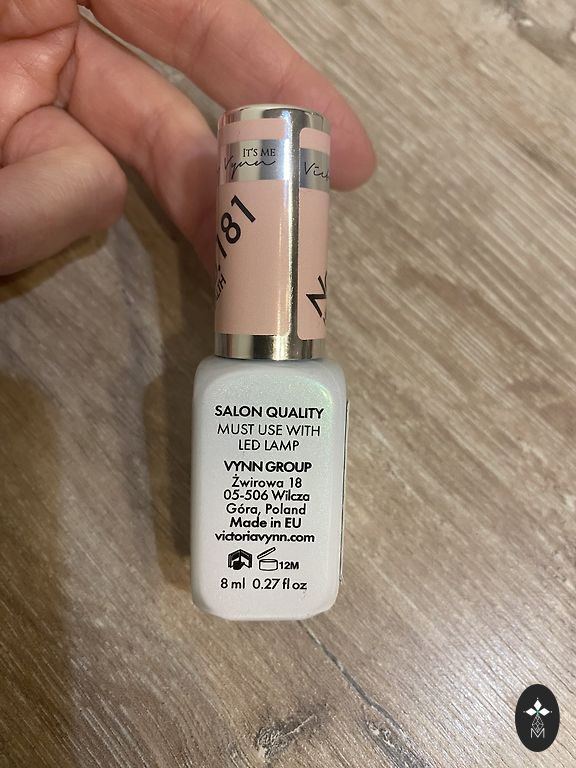 IT'S ME
Vynn
181
SALON QUALITY
MUST USE WITH
LED LAMP
VYNN GROUP
Żwirowa 18
05-506 Wilcza
Góra, Poland
Made in EU
victoriavynn.com
12M
8 ml 0.27 fl oz